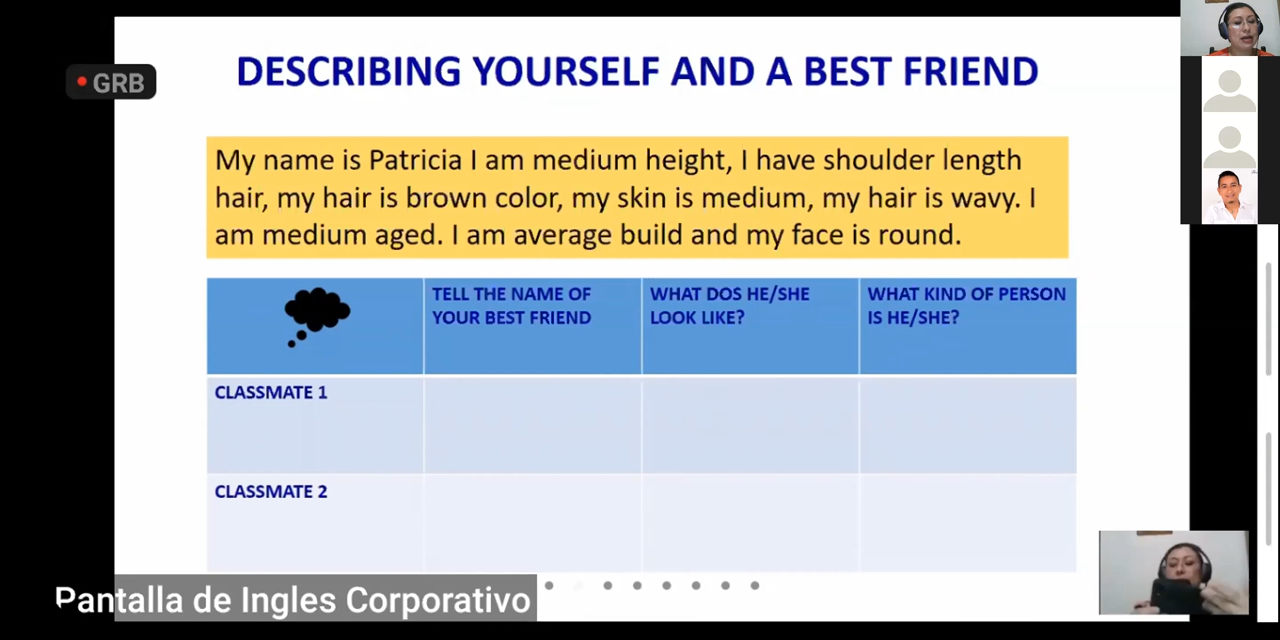 DESCRIBING YOURSELF AND A BEST FRIEND
GRB
My name is Patricia I am medium height, I have shoulder length
hair, my hair is brown color, my skin is medium, my hair is wavy. I
am medium aged. I am average build and my face is round.
TELL THE NAME OF
YOUR BEST FRIEND
WHAT DOS HE/SHE
LOOK LIKE?
WHAT KIND OF PERSON
IS HE/SHE?
CLASSMATE 1
CLASSMATE 2
Pantalla de Ingles Corporativo